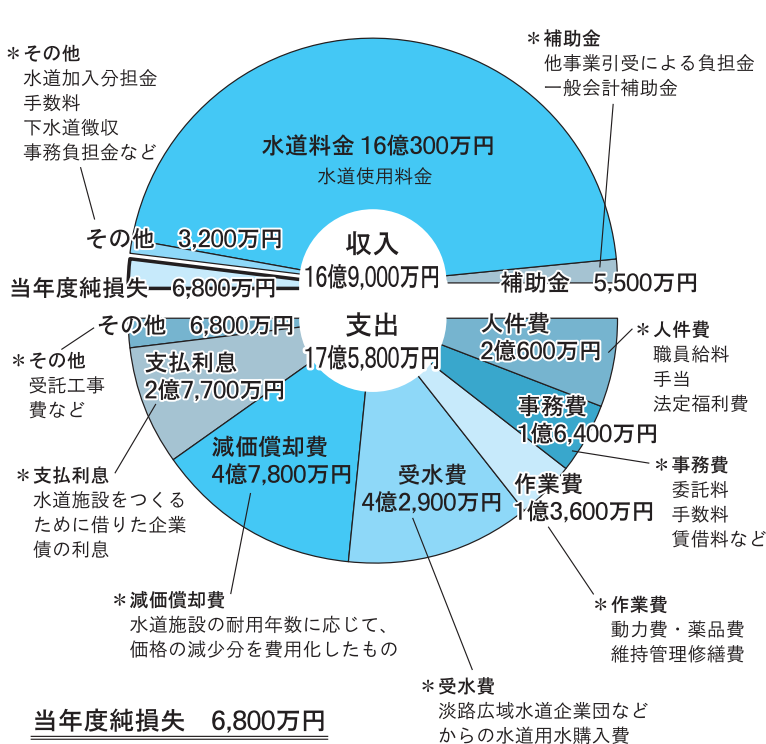 ＊その他
水道加入分担金
手数料
下水道徴収
事務負担金など
＊補助金
他事業引受による負担金
一般会計補助金
水道料金 16億300万円
水道使用料金
その他　3,200万円
収入
16億9,000万円
当年度純損失　6,800万円
補助金　5,500万円
その他　6,800万円
支出
17億5,800万円
人件費
2億600万円
＊人件費
職員給料
手当
法定福利費
＊その他
受託工事
費など
支払利息
2億7,700万円
事務費
1億6,400万円
減価償却費
4億7,800万円
受水費
4億2,900万円
作業費
1億3,600万円
＊事務費
委託料
手数料
賃借料など
＊支払利息
水道施設をつくる
ために借りた企業
債の利息
＊減価償却費
水道施設の耐用年数に応じて、
価格の減少分を費用化したもの
＊作業費
動力費・薬品費
維持管理修繕費
＊受水費
淡路広域水道企業団など
からの水道用水購入費
当年度純損失　6,800万円